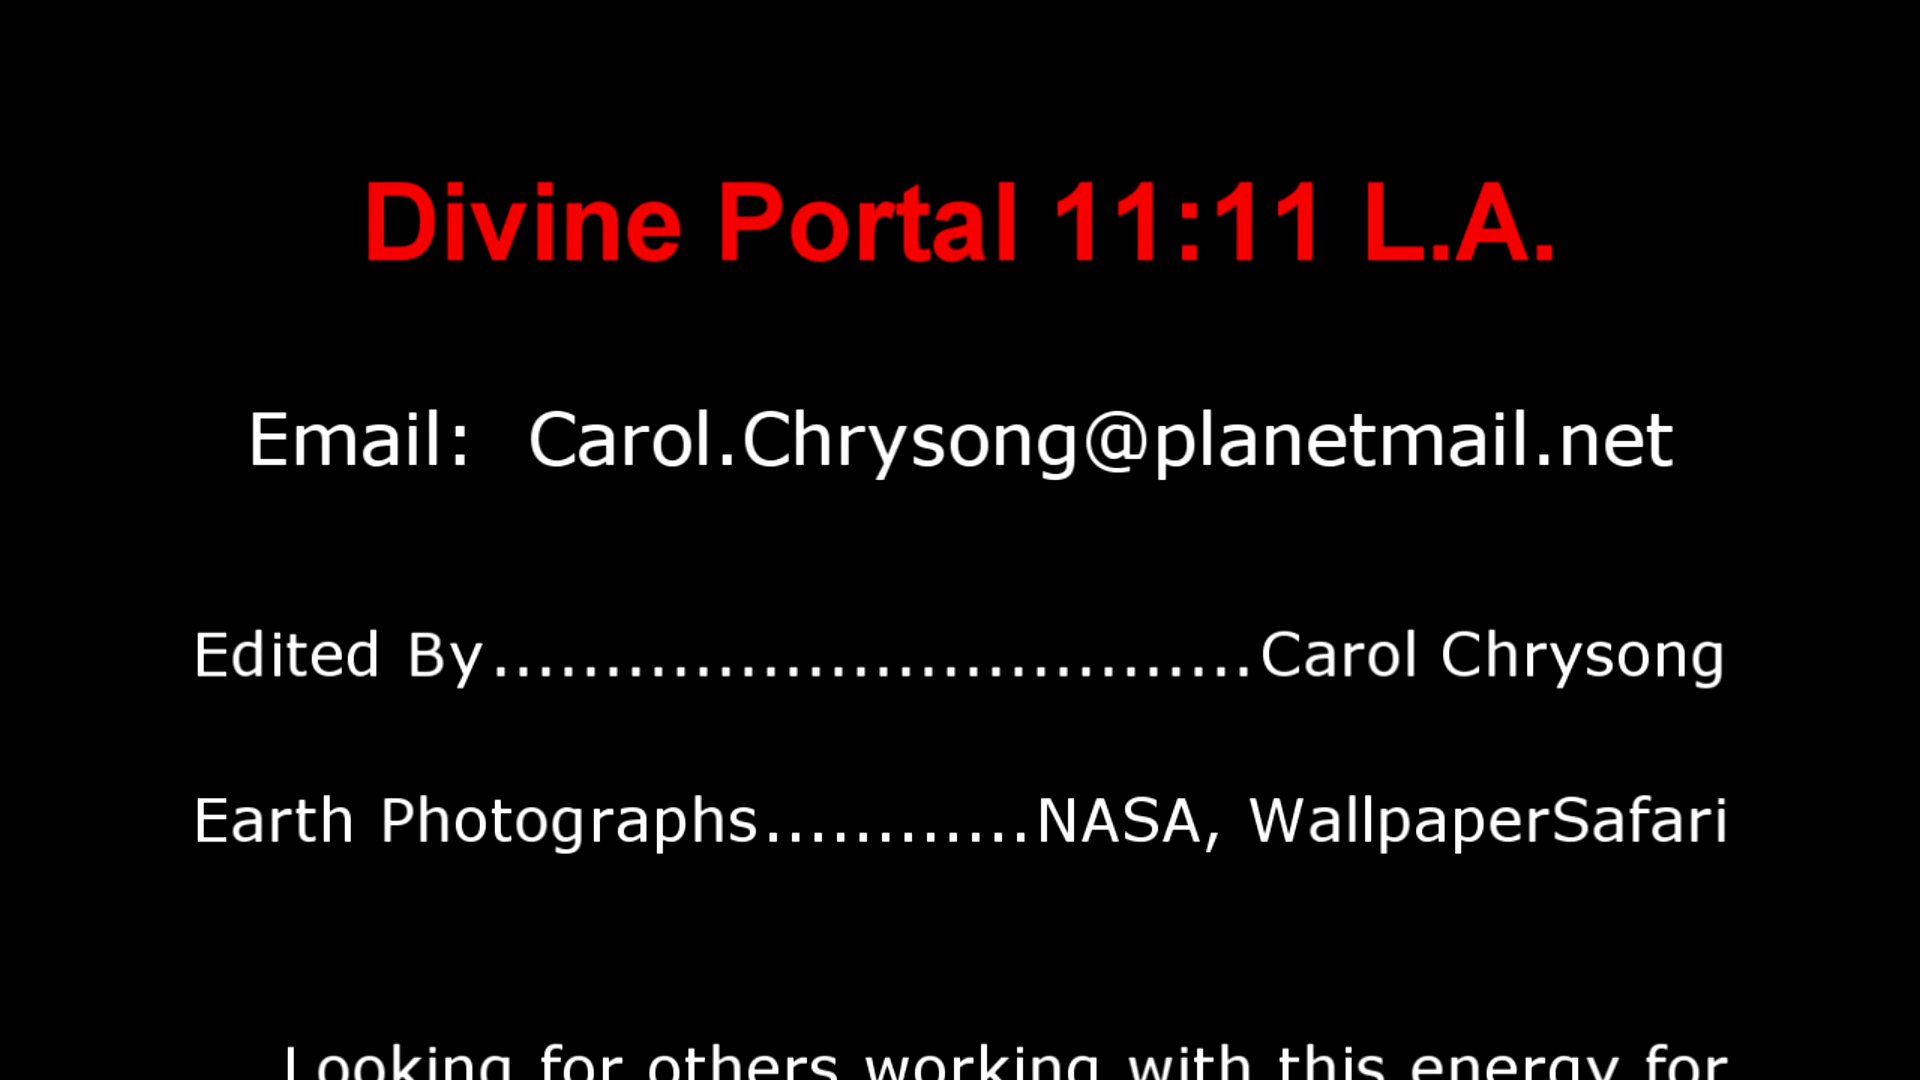 Divine Portal 11:11 L.A.
Email:  Carol.Chrysong@planetmail.net
Edited By..................................Carol Chrysong
Earth Photographs............NASA, WallpaperSafari
Looking for others working with this energy for